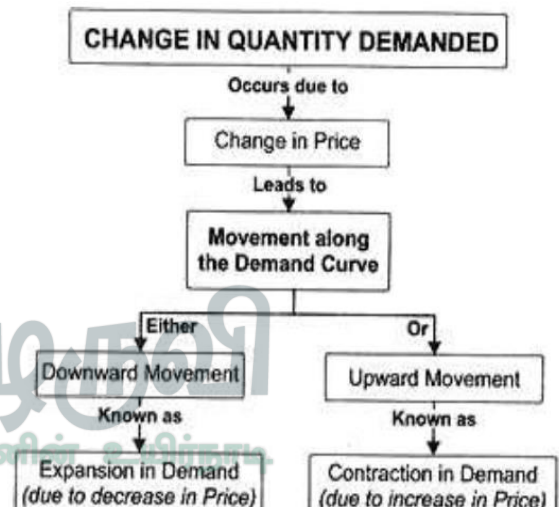 CHANGE IN QUANTITY DEMANDED
Occurs due to
Change in Price
Leads to
Movement along
the Demand Curve
Either
Or
Downward Movement
Upward Movement
Known as
Known as
Expansion in Demand
(due to decrease in Price)
Contraction in Demand
(due to increase in Price)